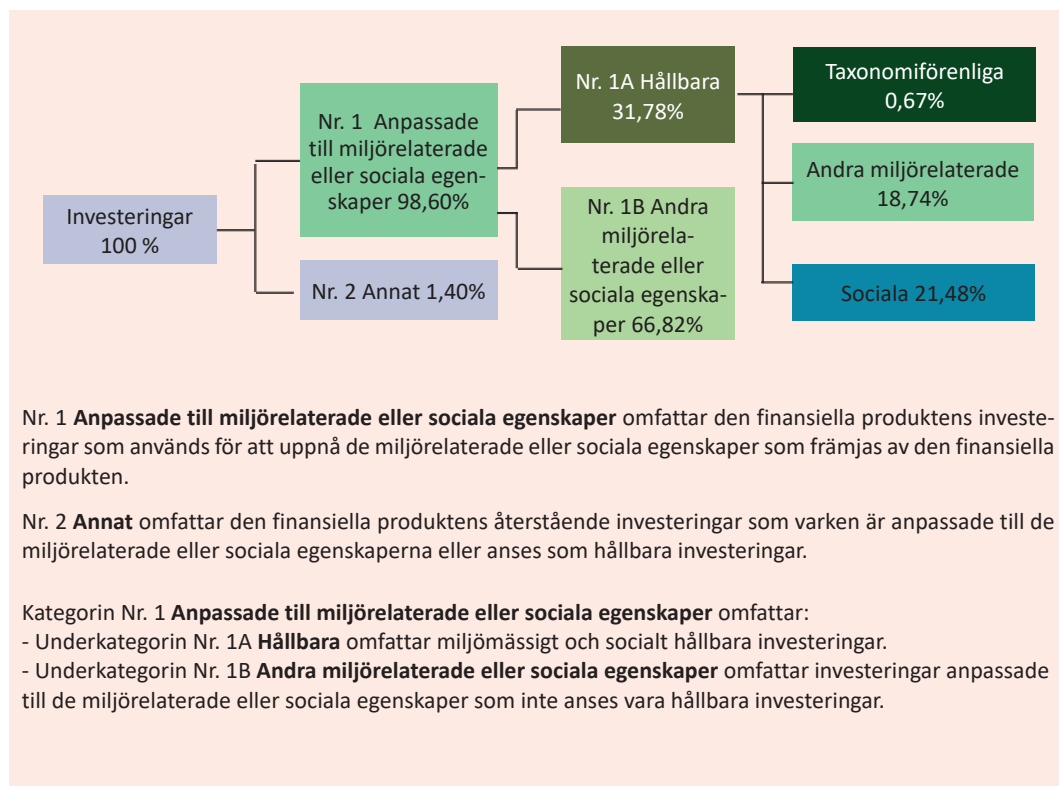 Investeringar
100 %
Nr. 1 Anpassade
till miljörelaterade
eller sociala egen-
skaper 98,60%
Nr. 2 Annat 1,40%
Nr. 1A Hållbara
31,78%
Nr. 1B Andra
miljörela-
terade eller
sociala egenska-
per 66,82%
Taxonomiförenliga
0,67%
Andra miljörelaterade
18,74%
Sociala 21,48%
Nr. 1 Anpassade till miljörelaterade eller sociala egenskaper omfattar den finansiella produktens investe-
ringar som används för att uppnå de miljörelaterade eller sociala egenskaper som främjas av den finansiella
produkten.
Nr. 2 Annat omfattar den finansiella produktens återstående investeringar som varken är anpassade till de
miljörelaterade eller sociala egenskaperna eller anses som hållbara investeringar.
Kategorin Nr. 1 Anpassade till miljörelaterade eller sociala egenskaper omfattar:
- Underkategorin Nr. 1A Hållbara omfattar miljömässigt och socialt hållbara investeringar.
- Underkategorin Nr. 1B Andra miljörelaterade eller sociala egenskaper omfattar investeringar anpassade
till de miljörelaterade eller sociala egenskaper som inte anses vara hållbara investeringar.